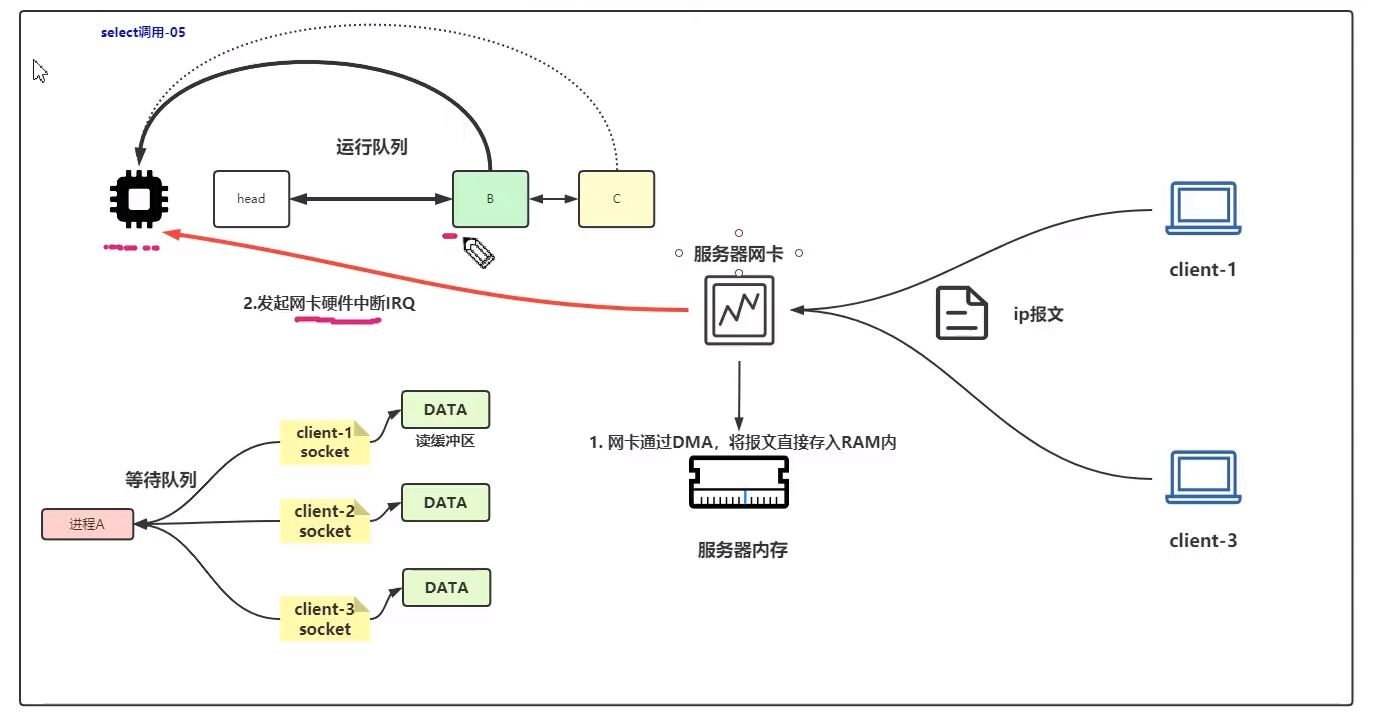 select调用-05
运行队列
head
B
C
服务器网卡
client-1
2.发起网卡硬件中断IRQ
ip报文
DATA
读缓冲区
client-1
socket
1. 网卡通过DMA，将报文直接存入RAM内
等待队列
client-2
socket
DATA
进程A
服务器内存
client-3
DATA
client-3
socket